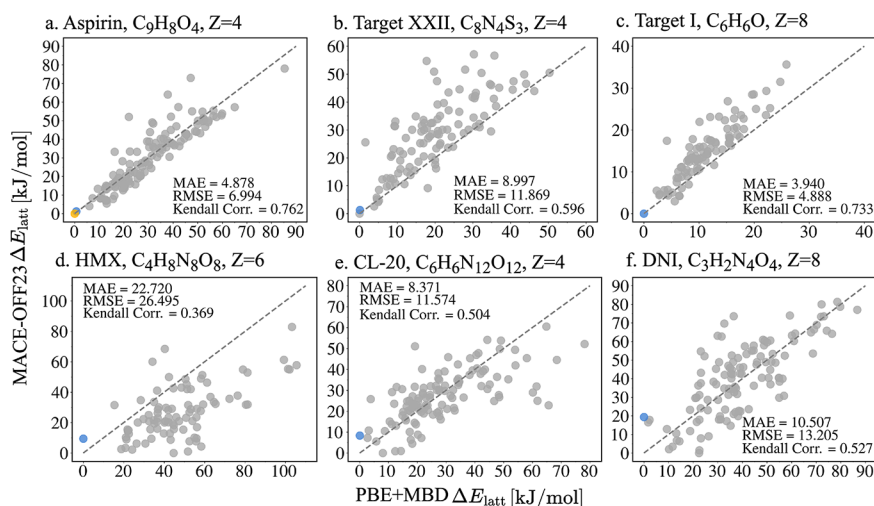 a. Aspirin, C₉H₈O₄, Z=4
90
80
70
60
50
40
30
20
10
0
0 10 20 30 40 50 60 70 80 90
MAE = 4.878
RMSE = 6.994
Kendall Corr. = 0.762
b. Target XXII, C₈N₄S₃, Z=4
60
50
40
30
20
10
0
0 10 20 30 40 50 60
MAE = 8.997
RMSE = 11.869
Kendall Corr. = 0.596
c. Target I, C₆H₆O, Z=8
40
30
20
10
0
0 10 20 30 40
MAE = 3.940
RMSE = 4.888
Kendall Corr. = 0.733
MACE-OFF23 ΔE_latt [kJ/mol]
d. HMX, C₄H₈N₈O₈, Z=6
100
80
60
40
20
0
0 20 40 60 80 100
MAE = 22.720
RMSE = 26.495
Kendall Corr. = 0.369
e. CL-20, C₆H₆N₁₂O₁₂, Z=4
80
70
60
50
40
30
20
10
0
0 10 20 30 40 50 60 70 80
MAE = 8.371
RMSE = 11.574
Kendall Corr. = 0.504
f. DNI, C₃H₂N₄O₄, Z=8
90
80
70
60
50
40
30
20
10
0
0 10 20 30 40 50 60 70 80 90
MAE = 10.507
RMSE = 13.205
Kendall Corr. = 0.527
PBE+MBD ΔE_latt [kJ/mol]